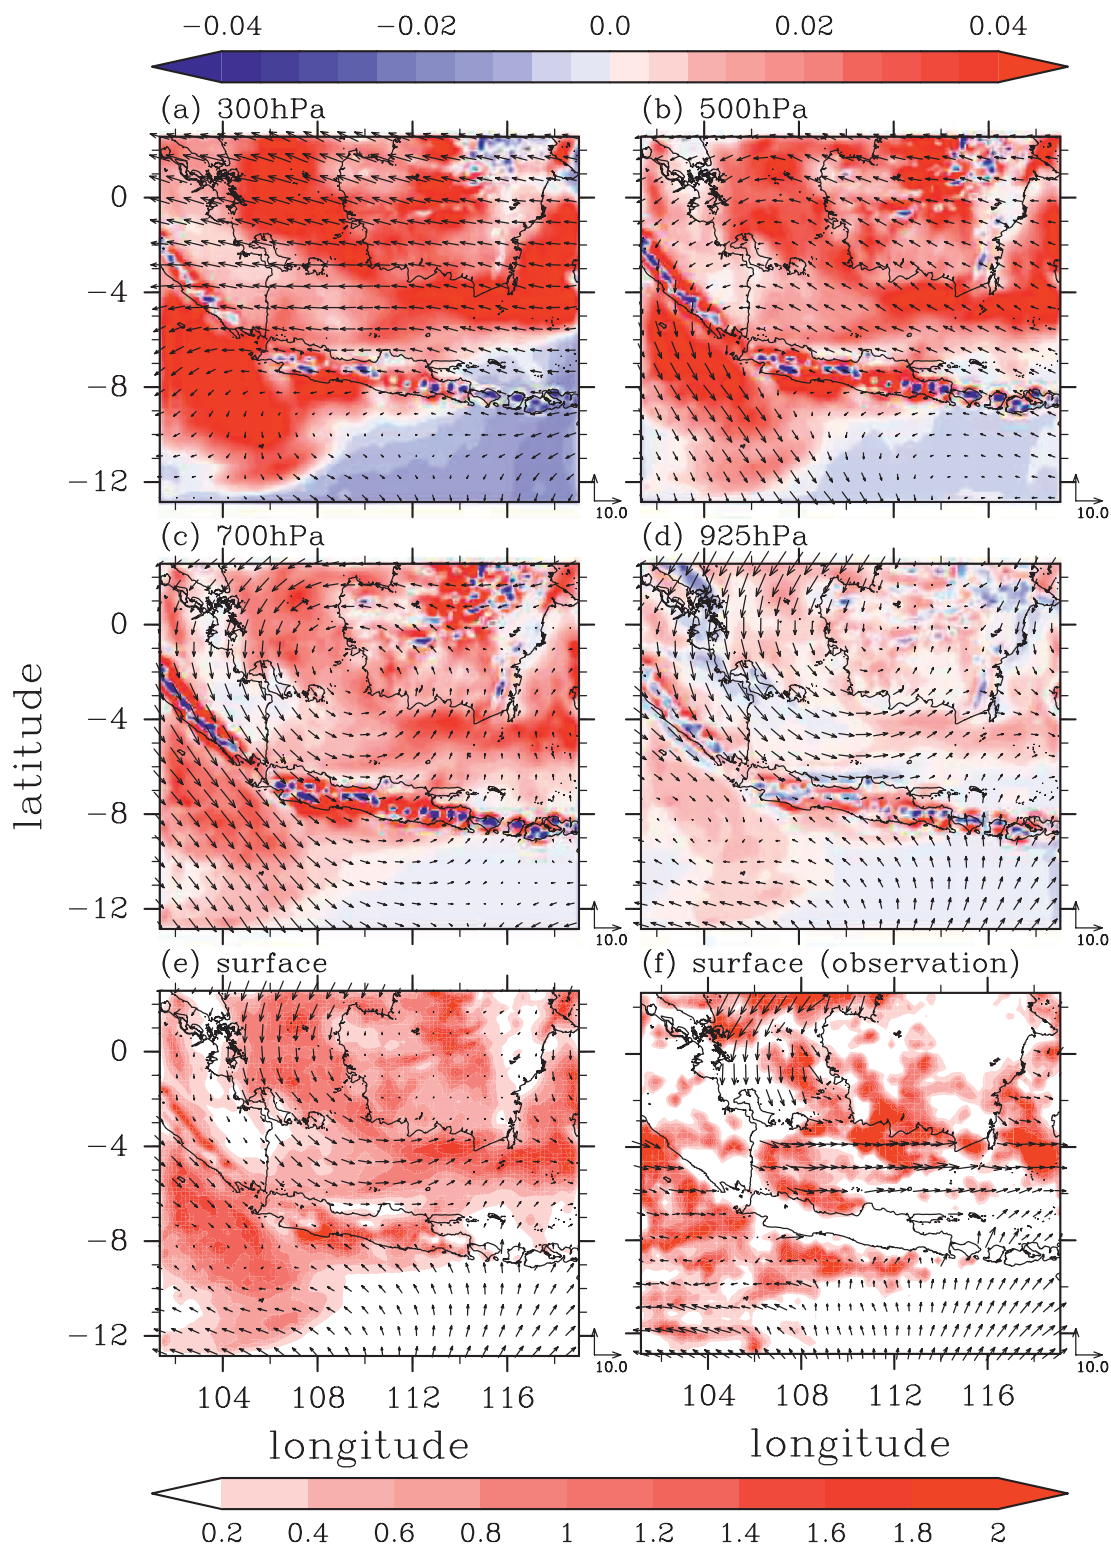 −0.04 −0.02 0.0 0.02 0.04
(a) 300hPa
(b) 500hPa
0
−4
−8
−12
10.0
10.0
(c) 700hPa
(d) 925hPa
0
−4
−8
−12
10.0
10.0
latitude
(e) surface
(f) surface (observation)
0
−4
−8
−12
10.0
10.0
104 108 112 116
104 108 112 116
longitude
longitude
0.2 0.4 0.6 0.8 1 1.2 1.4 1.6 1.8 2